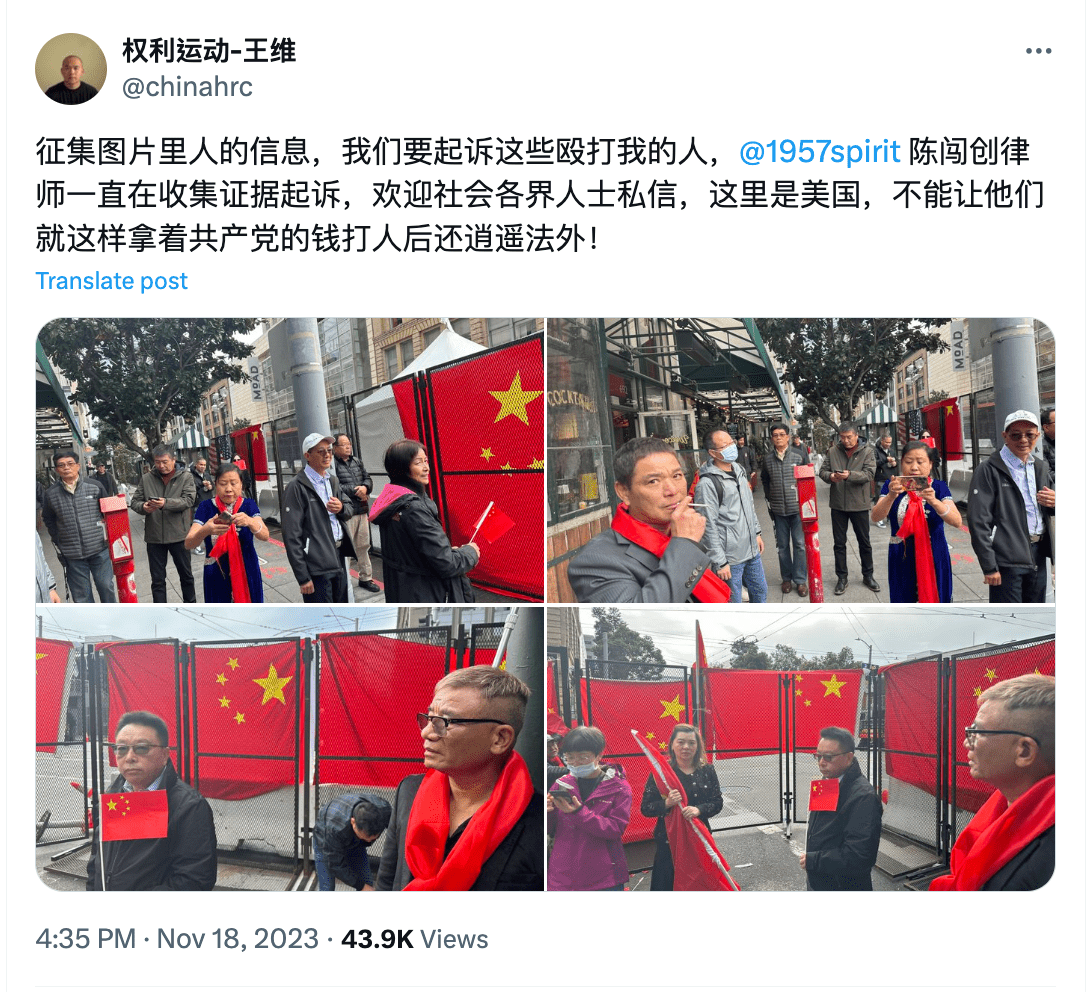 权利运动-王维
@chinahrc
征集图片里人的信息，我们要起诉这些殴打我的人，@1957spirit 陈闯创律
师一直在收集证据起诉，欢迎社会各界人士私信，这里是美国，不能让他们
就这样拿着共产党的钱打人后还逍遥法外！
Translate post
MOAD
COCKTAILS
MOAD
4:35 PM · Nov 18, 2023 · 43.9K Views